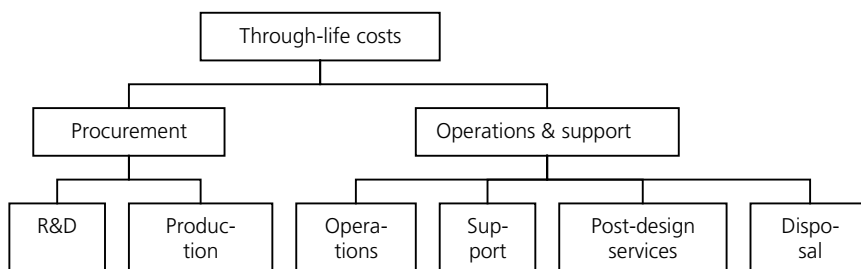 Through-life costs
Procurement
Operations & support
R&D
Produc-
tion
Opera-
tions
Sup-
port
Post-design
services
Dispo-
sal